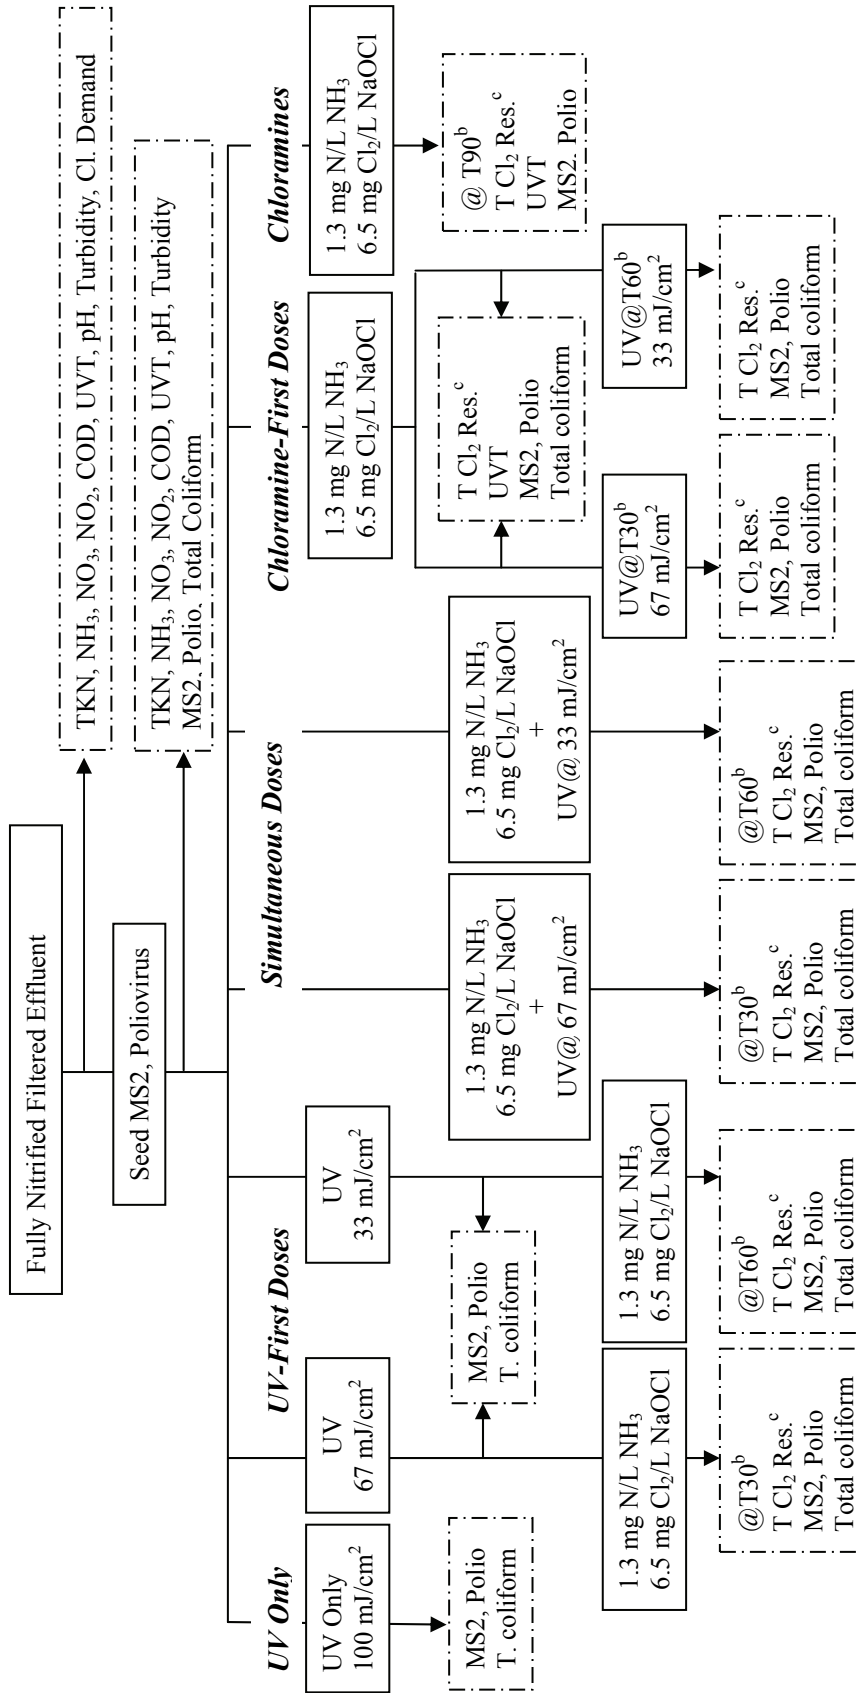 Fully Nitrified Filtered Effluent
TKN, NH₃, NO₃, NO₂, COD, UVT, pH, Turbidity, Cl. Demand
Seed MS2, Poliovirus
TKN, NH₃, NO₃, NO₂, COD, UVT, pH, Turbidity
MS2, Polio, Total Coliform
UV Only
UV Only
100 mJ/cm²
MS2, Polio
T. coliform
UV-First Doses
UV
67 mJ/cm²
UV
33 mJ/cm²
MS2, Polio
T. coliform
1.3 mg N/L NH₃
6.5 mg Cl₂/L NaOCl
@T30ᵇ
T Cl₂ Res.ᶜ
MS2, Polio
Total coliform
1.3 mg N/L NH₃
6.5 mg Cl₂/L NaOCl
@T60ᵇ
T Cl₂ Res.ᶜ
MS2, Polio
Total coliform
Simultaneous Doses
1.3 mg N/L NH₃
6.5 mg Cl₂/L NaOCl
+
UV@ 67 mJ/cm²
@T30ᵇ
T Cl₂ Res.ᶜ
MS2, Polio
Total coliform
1.3 mg N/L NH₃
6.5 mg Cl₂/L NaOCl
+
UV@ 33 mJ/cm²
@T60ᵇ
T Cl₂ Res.ᶜ
MS2, Polio
Total coliform
Chloramine-First Doses
1.3 mg N/L NH₃
6.5 mg Cl₂/L NaOCl
T Cl₂ Res.ᶜ
UVT
MS2, Polio
Total coliform
UV@T30ᵇ
67 mJ/cm²
T Cl₂ Res.ᶜ
MS2, Polio
Total coliform
UV@T60ᵇ
33 mJ/cm²
T Cl₂ Res.ᶜ
MS2, Polio
Total coliform
Chloramines
1.3 mg N/L NH₃
6.5 mg Cl₂/L NaOCl
@ T90ᵇ
T Cl₂ Res.ᶜ
UVT
MS2, Polio